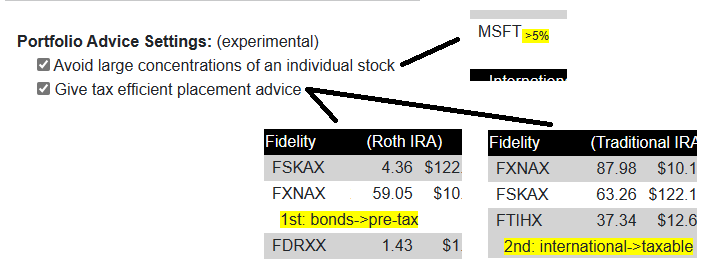 MSFT >5%
Portfolio Advice Settings: (experimental)
Avoid large concentrations of an individual stock
Give tax efficient placement advice
Fidelity (Roth IRA)
FSKAX 4.36 $122
FXNAX 59.05 $10
1st: bonds->pre-tax
FDRXX 1.43 $1
Fidelity (Traditional IRA
FXNAX 87.98 $10.1
FSKAX 63.26 $122.1
FTIHX 37.34 $12.6
2nd: international->taxable